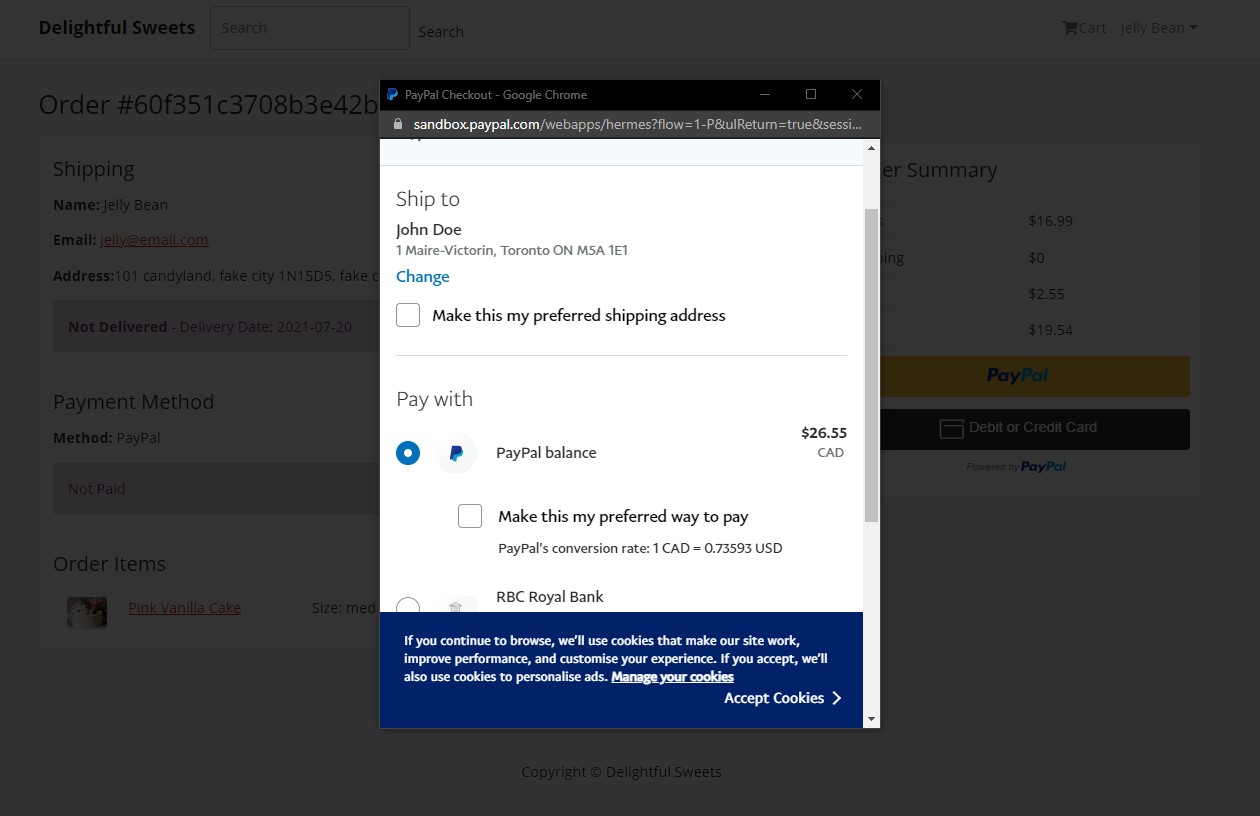 Delightful Sweets
Search
Search
Cart
Jelly Bean
Order #60f351c3708b3e42b
Shipping
Name: Jelly Bean
Email: jelly@email.com
Address:101 candyland, fake city 1N15D5, fake c
Not Delivered - Delivery Date: 2021-07-20
Payment Method
Method: PayPal
Not Paid
Order Items
Pink Vanilla Cake
Size: med
PayPal Checkout - Google Chrome
sandbox.paypal.com/webapps/hermes?flow=1-P&ulReturn=true&sessi...
Ship to
John Doe
1 Maire-Victorin, Toronto ON M5A 1E1
Change
Make this my preferred shipping address
Pay with
PayPal balance
$26.55
CAD
Make this my preferred way to pay
PayPal's conversion rate: 1 CAD = 0.73593 USD
RBC Royal Bank
If you continue to browse, we'll use cookies that make our site work,
improve performance, and customise your experience. If you accept, we'll
also use cookies to personalise ads. Manage your cookies
Accept Cookies
er Summary
$16.99
ing
$0
$2.55
$19.54
PayPal
Debit or Credit Card
Powered by PayPal
Copyright © Delightful Sweets